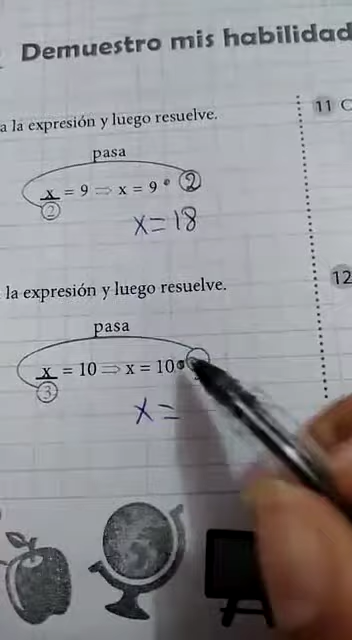 Demuestro mis habilidad
a la expresión y luego resuelve.
11 C
pasa
x/2 = 9 ⇒ x = 9 • 2
x = 18
la expresión y luego resuelve.
12
pasa
x/3 = 10 ⇒ x = 10 •
x =